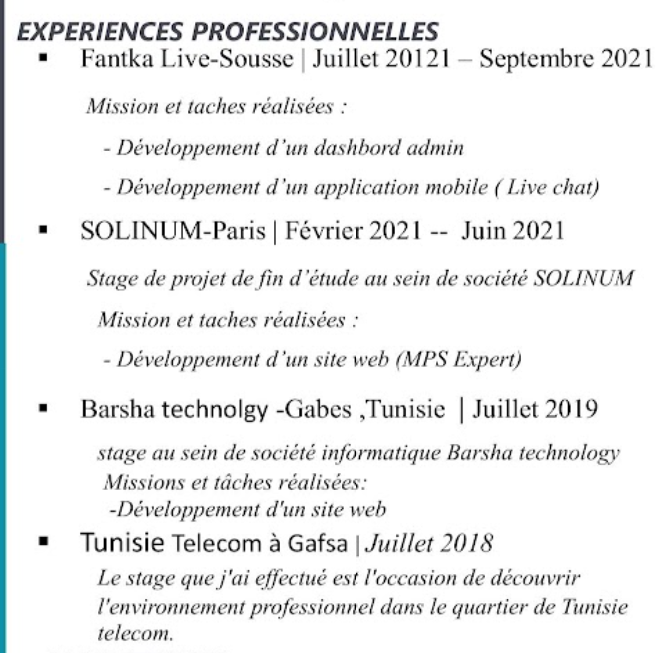 EXPERIENCES PROFESSIONNELLES
▪ Fantka Live-Sousse | Juillet 20121 – Septembre 2021
Mission et taches réalisées :
- Développement d’un dashbord admin
- Développement d’un application mobile ( Live chat)
▪ SOLINUM-Paris | Février 2021 -- Juin 2021
Stage de projet de fin d’étude au sein de société SOLINUM
Mission et taches réalisées :
- Développement d’un site web (MPS Expert)
▪ Barsha technolgy -Gabes ,Tunisie | Juillet 2019
stage au sein de société informatique Barsha technology
Missions et tâches réalisées:
-Développement d'un site web
▪ Tunisie Telecom à Gafsa | Juillet 2018
Le stage que j'ai effectué est l'occasion de découvrir
l'environnement professionnel dans le quartier de Tunisie
telecom.